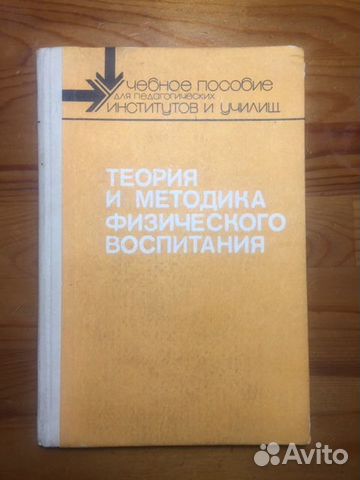 Учебное пособие
для педагогических
институтов и училищ
ТЕОРИЯ
И МЕТОДИКА
ФИЗИЧЕСКОГО
ВОСПИТАНИЯ
Avito